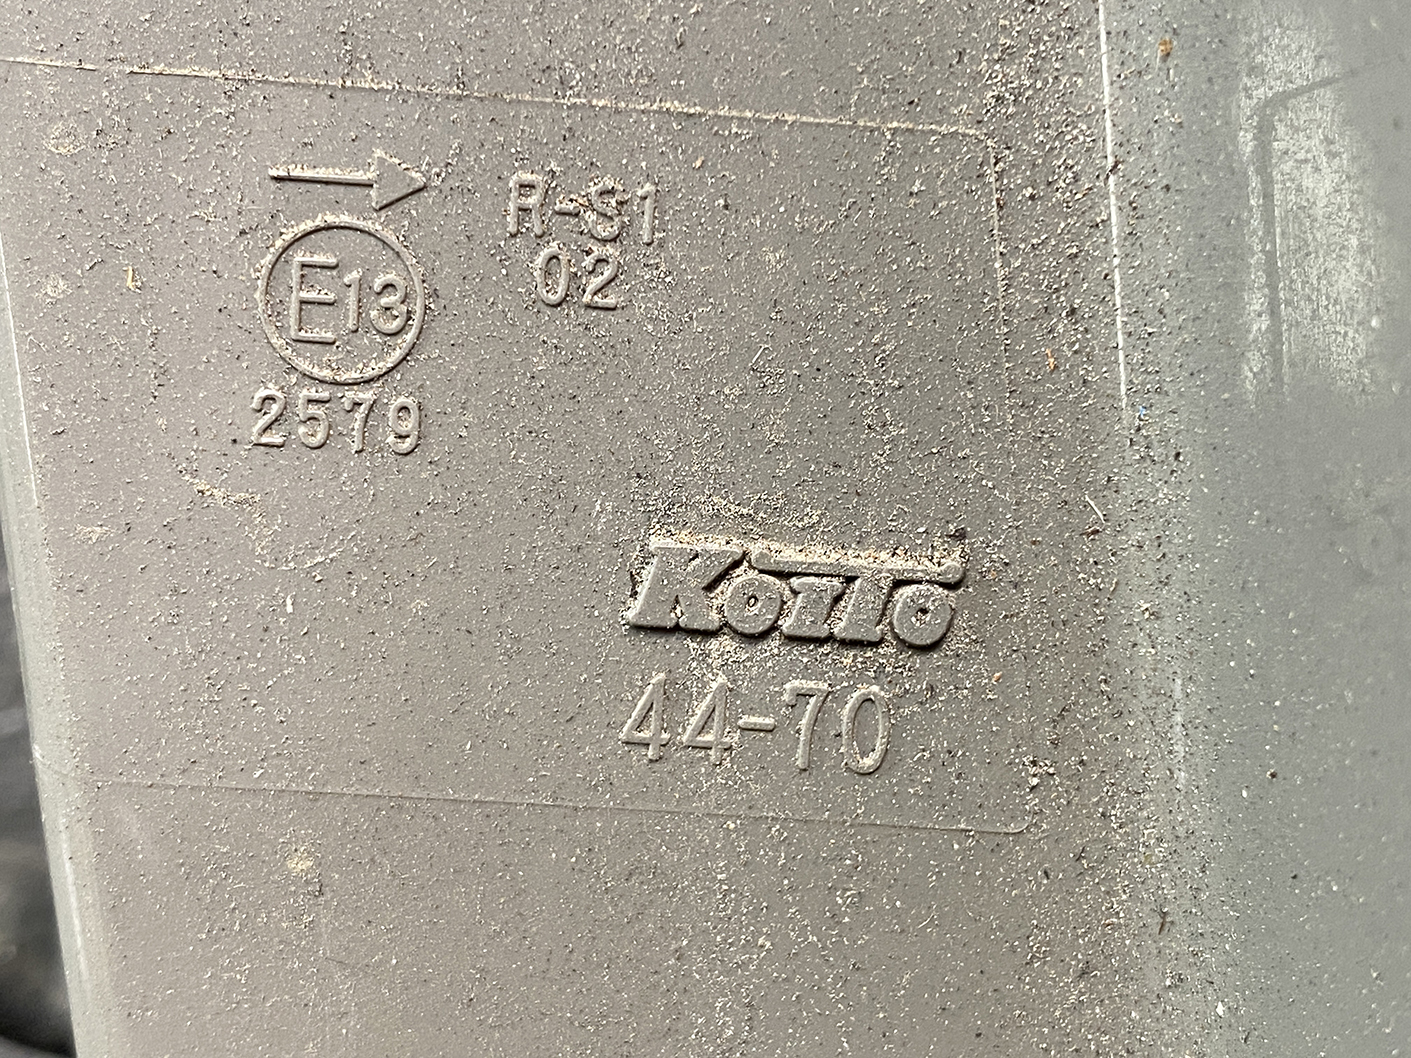 → R-S1
E13 02
2579
KOITO
44-70